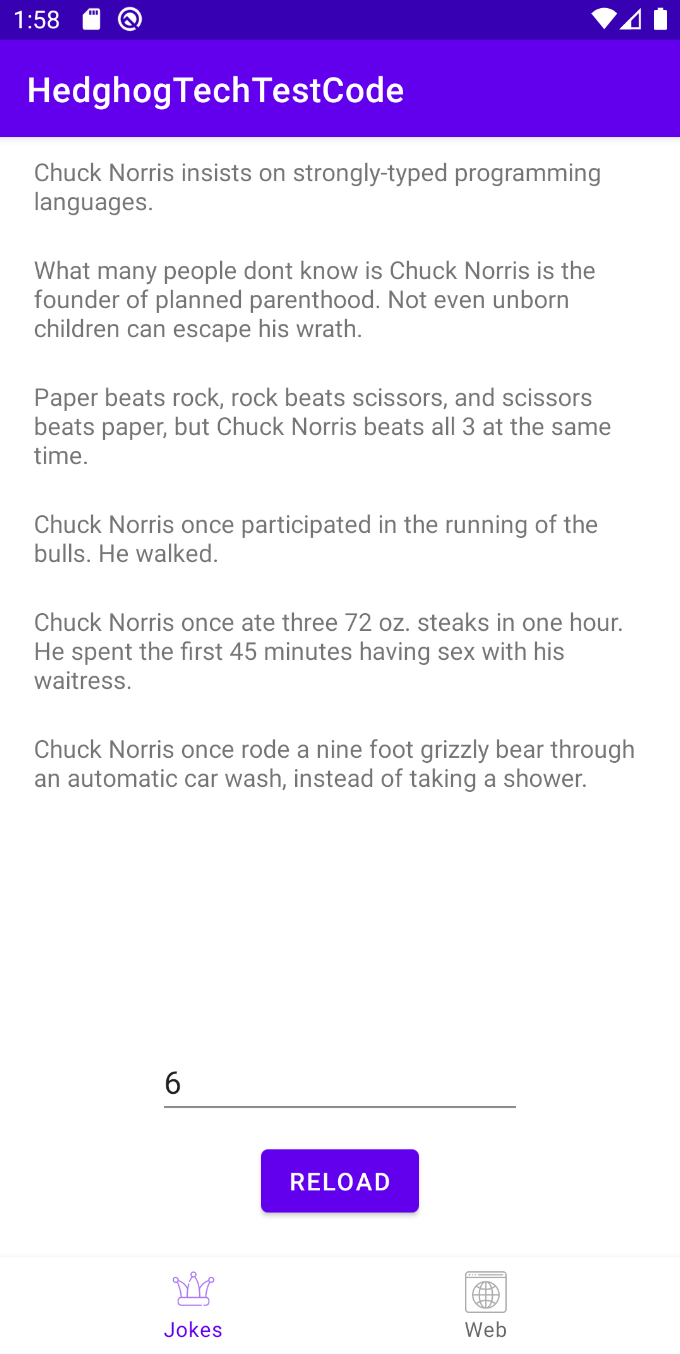 1:58
HedghogTechTestCode
Chuck Norris insists on strongly-typed programming
languages.
What many people dont know is Chuck Norris is the
founder of planned parenthood. Not even unborn
children can escape his wrath.
Paper beats rock, rock beats scissors, and scissors
beats paper, but Chuck Norris beats all 3 at the same
time.
Chuck Norris once participated in the running of the
bulls. He walked.
Chuck Norris once ate three 72 oz. steaks in one hour.
He spent the first 45 minutes having sex with his
waitress.
Chuck Norris once rode a nine foot grizzly bear through
an automatic car wash, instead of taking a shower.
6
RELOAD
Jokes
Web